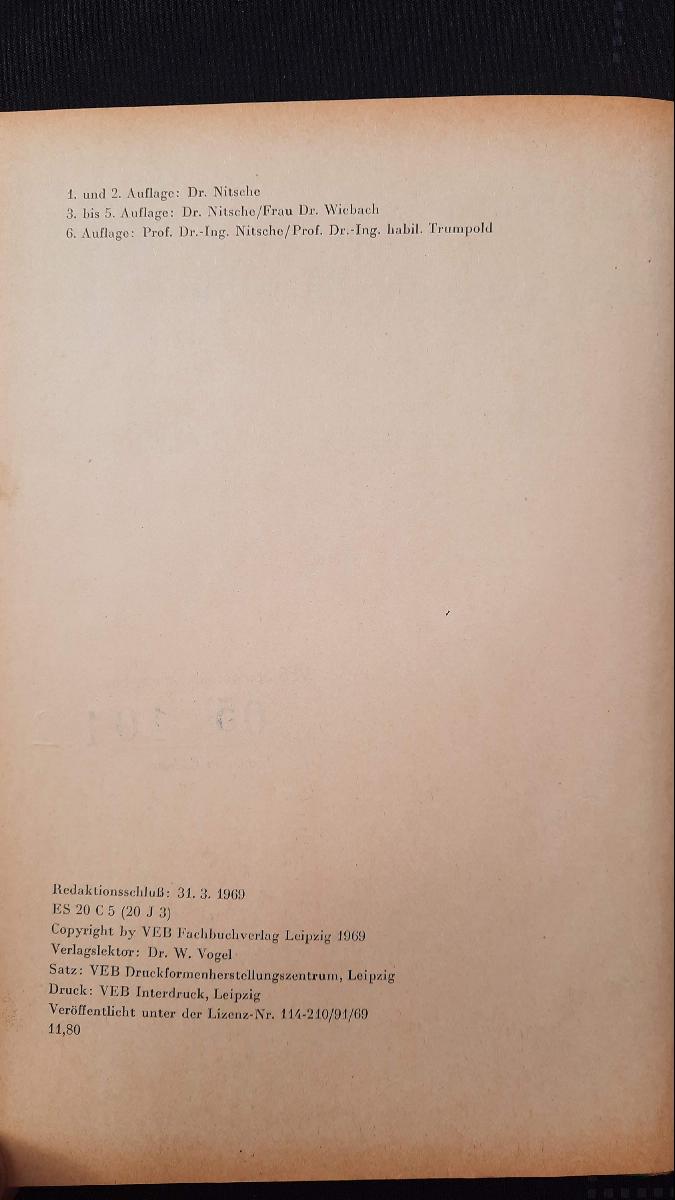 1. und 2. Auflage: Dr. Nitsche
3. bis 5. Auflage: Dr. Nitsche/Frau Dr. Wiebach
6. Auflage: Prof. Dr.-Ing. Nitsche/Prof. Dr.-Ing. habil. Trumpold
Redaktionsschluß: 31. 3. 1969
ES 20 C 5 (20 J 3)
Copyright by VEB Fachbuchverlag Leipzig 1969
Verlagslektor: Dr. W. Vogel
Satz: VEB Druckformenherstellungszentrum, Leipzig
Druck: VEB Interdruck, Leipzig
Veröffentlicht unter der Lizenz-Nr. 114-210/91/69
11,80